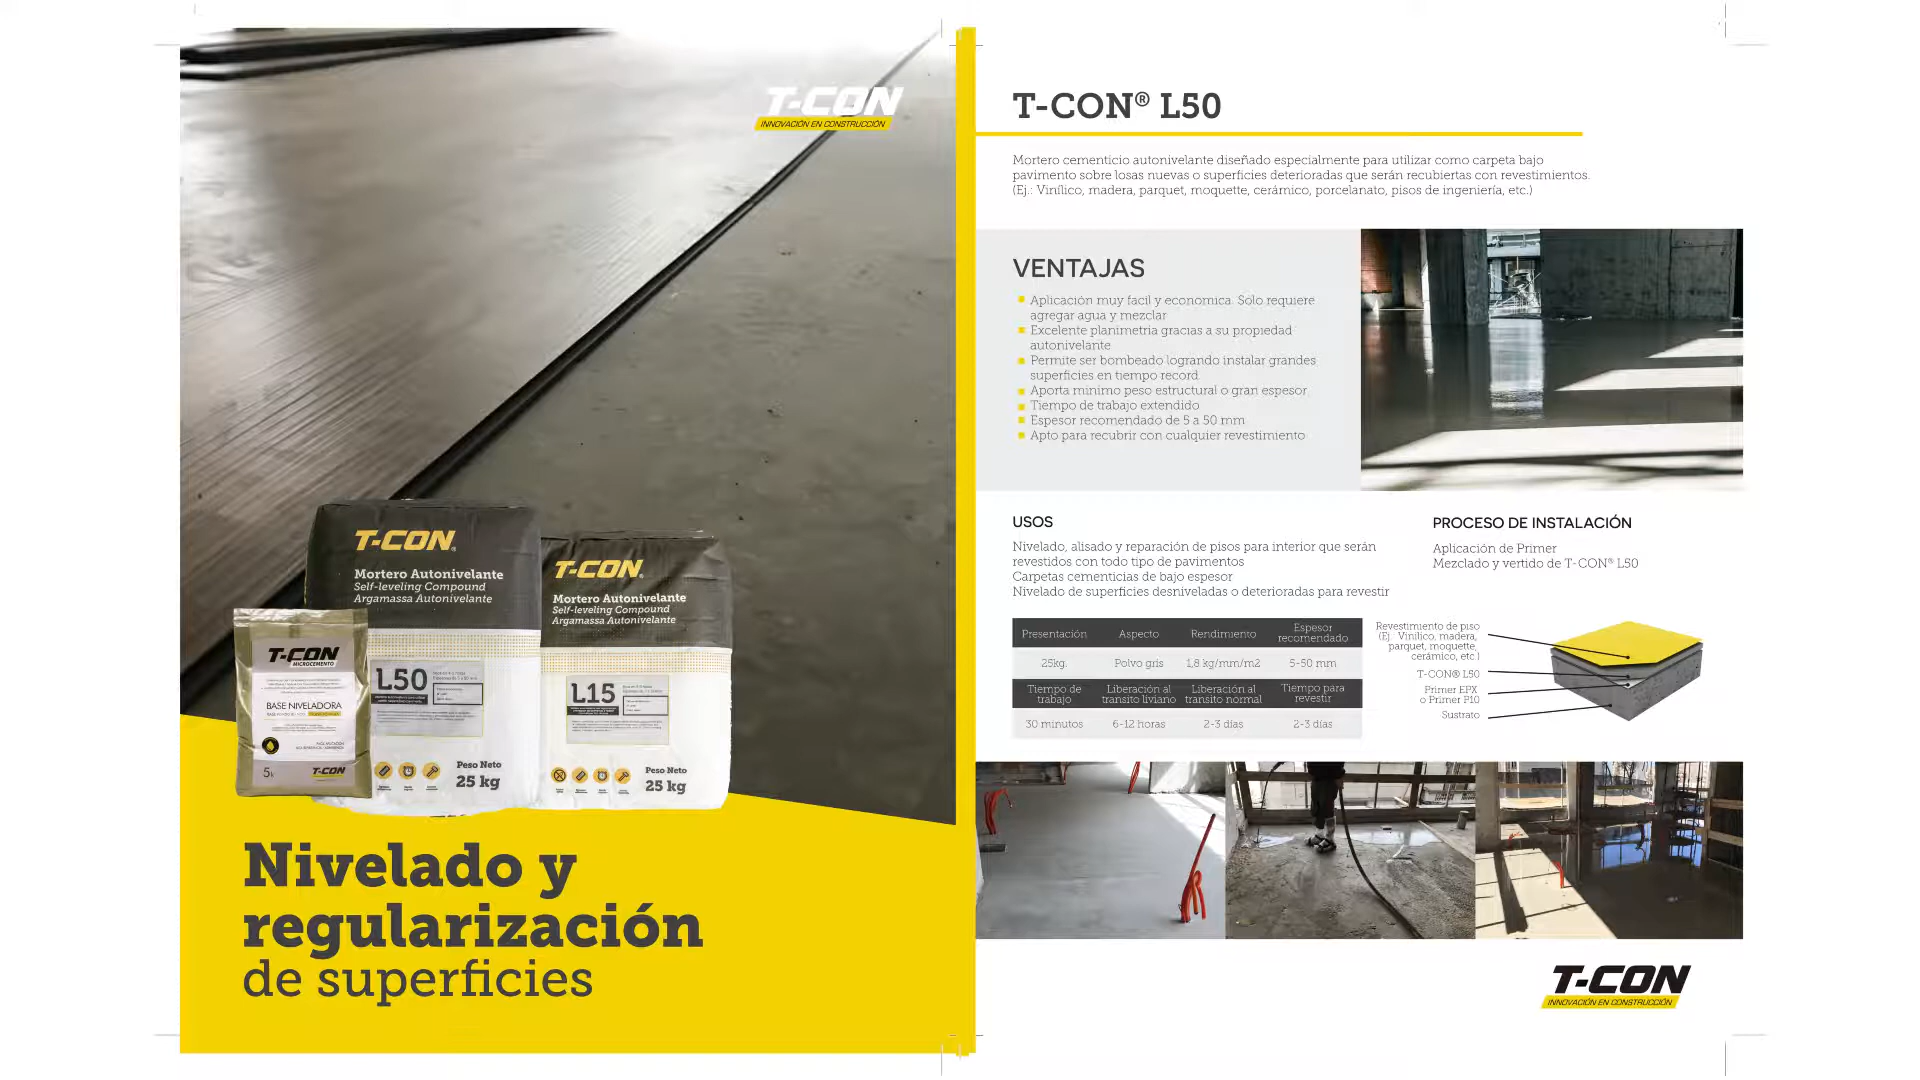 T-CON
INNOVACIÓN EN CONSTRUCCIÓN
T-CON®
Mortero Autonivelante
Self-leveling Compound
Argamassa Autonivelante
L50
Peso Neto
25 kg
T-CON®
Mortero Autonivelante
Self-leveling Compound
Argamassa Autonivelante
L15
Peso Neto
25 kg
T-CON
MICROCEMENTO
BASE NIVELADORA
5k
T-CON
Nivelado y
regularización
de superficies
T-CON® L50
Mortero cementicio autonivelante diseñado especialmente para utilizar como carpeta bajo
pavimento sobre losas nuevas o superficies deterioradas que serán recubiertas con revestimientos.
(Ej.: Vinílico, madera, parquet, moquette, cerámico, porcelanato, pisos de ingeniería, etc.)
VENTAJAS
Aplicación muy facil y economica. Sólo requiere
agregar agua y mezclar
Excelente planimetria gracias a su propiedad
autonivelante
Permite ser bombeado logrando instalar grandes
superficies en tiempo record
Aporta minimo peso estructural o gran espesor
Tiempo de trabajo extendido
Espesor recomendado de 5 a 50 mm
Apto para recubrir con cualquier revestimiento
USOS
Nivelado, alisado y reparación de pisos para interior que serán
revestidos con todo tipo de pavimentos
Carpetas cementicias de bajo espesor
Nivelado de superficies desniveladas o deterioradas para revestir
PROCESO DE INSTALACIÓN
Aplicación de Primer
Mezclado y vertido de T-CON® L50
Presentación Aspecto Rendimiento Espesor recomendado
25kg. Polvo gris 1,8 kg/mm/m2 5-50 mm
Tiempo de trabajo Liberación al transito liviano Liberación al transito normal Tiempo para revestir
30 minutos 6-12 horas 2-3 días 2-3 días
Revestimiento de piso
(Ej.: Vinílico, madera,
parquet, moquette,
cerámico, etc.)
T-CON® L50
Primer EPX
o Primer P10
Sustrato
T-CON
INNOVACIÓN EN CONSTRUCCIÓN